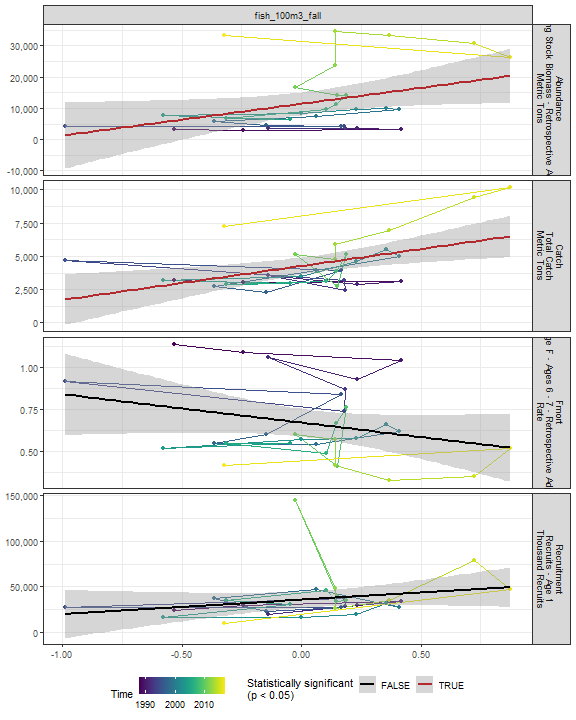 fish_100m3_fall
30,000
20,000
10,000
0
-10,000
Abundance
Stock Biomass - Retrospective
Metric Tons
10,000
7,500
5,000
2,500
0
Catch
Total Catch
Metric Tons
1.00
0.75
0.50
Fmort
F - Ages 6 - 7 - Retrospective
Rate
150,000
100,000
50,000
0
Recruitment
Recruits - Age 1
Thousand Recruits
-1.00
-0.50
0.00
0.50
Time
1990 2000 2010
Statistically significant
(p < 0.05)
FALSE
TRUE